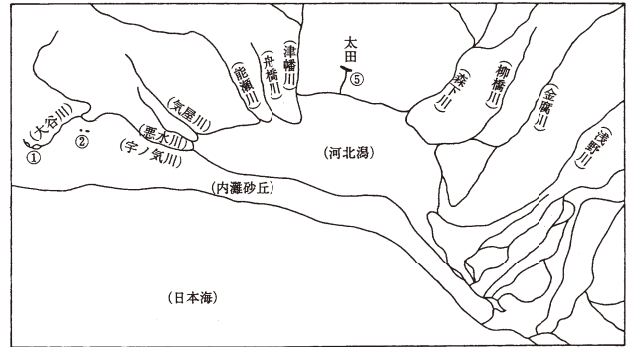 太田
⑤
(津幡川)
(舟橋川)
(能瀬川)
(気屋川)
(悪水川)
(宇ノ気川)
(大谷川)
①
②
(森下川)
(柳橋川)
(金腐川)
(浅野川)
(河北潟)
(内灘砂丘)
(日本海)